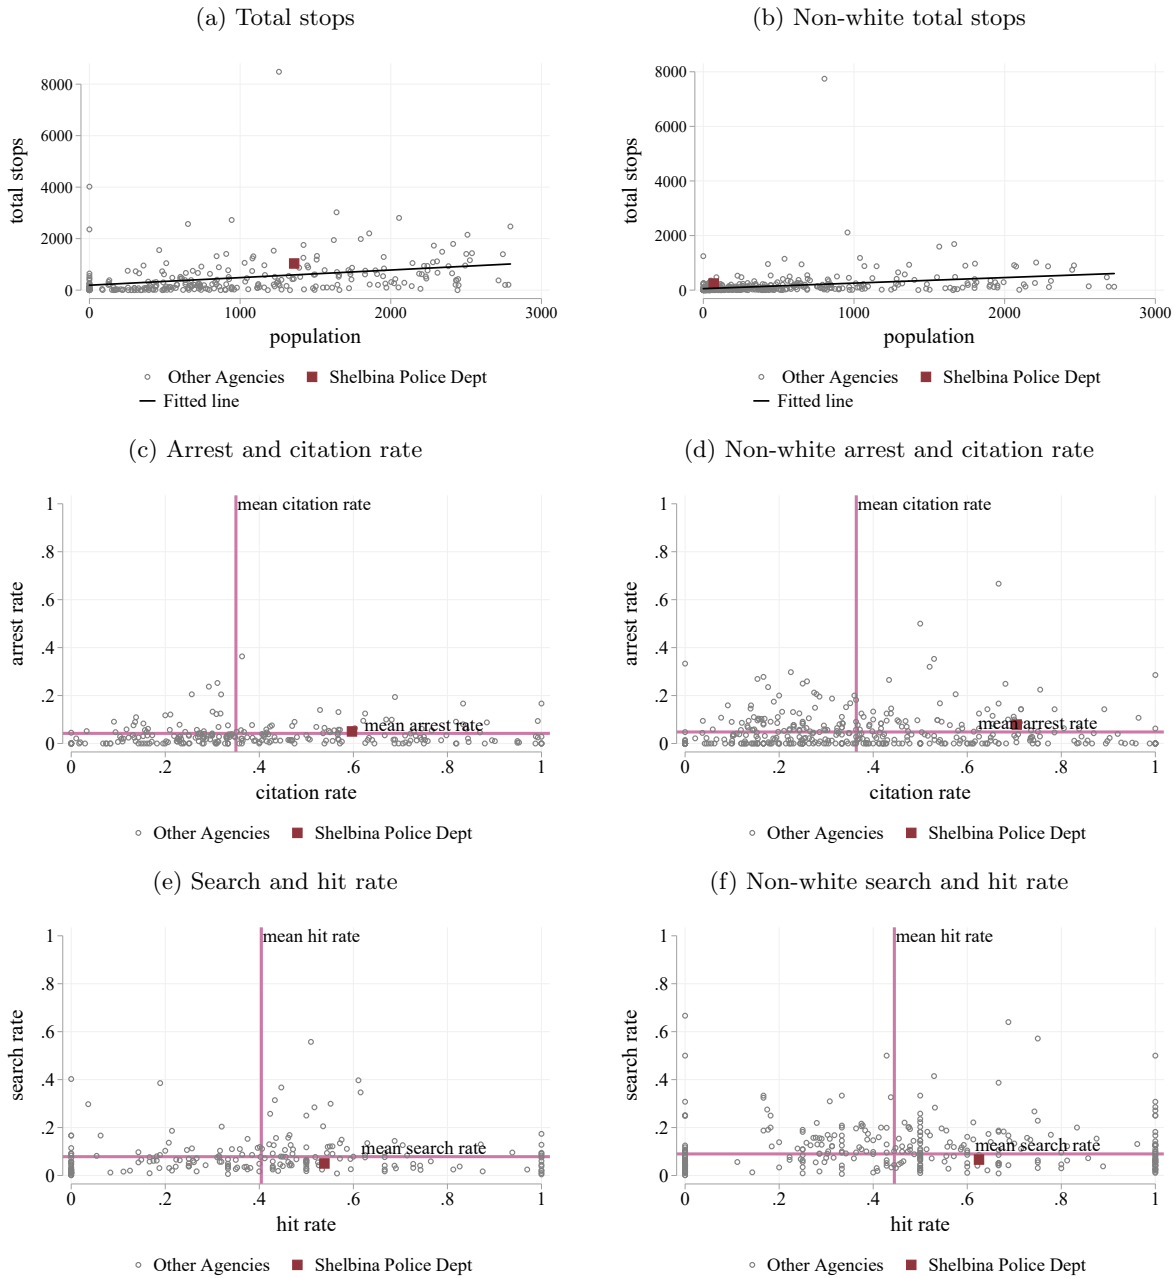 (a) Total stops
(b) Non-white total stops
8000
6000
4000
2000
0
total stops
0 1000 2000 3000
population
Other Agencies Shelbina Police Dept
Fitted line
8000
6000
4000
2000
0
total stops
0 1000 2000 3000
population
Other Agencies Shelbina Police Dept
Fitted line
(c) Arrest and citation rate
(d) Non-white arrest and citation rate
1
.8
.6
.4
.2
0
arrest rate
mean citation rate
mean arrest rate
0 .2 .4 .6 .8 1
citation rate
Other Agencies Shelbina Police Dept
1
.8
.6
.4
.2
0
arrest rate
mean citation rate
mean arrest rate
0 .2 .4 .6 .8 1
citation rate
Other Agencies Shelbina Police Dept
(e) Search and hit rate
(f) Non-white search and hit rate
1
.8
.6
.4
.2
0
search rate
mean hit rate
mean search rate
0 .2 .4 .6 .8 1
hit rate
Other Agencies Shelbina Police Dept
1
.8
.6
.4
.2
0
search rate
mean hit rate
mean search rate
0 .2 .4 .6 .8 1
hit rate
Other Agencies Shelbina Police Dept